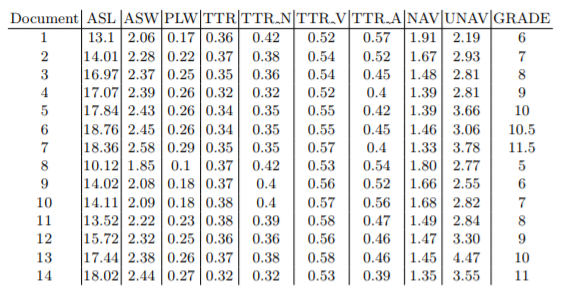 Document ASL ASW PLW TTR TTR_N TTR_V TTR_A NAV UNAV GRADE
1 13.1 2.06 0.17 0.36 0.42 0.52 0.57 1.91 2.19 6
2 14.01 2.28 0.22 0.37 0.38 0.54 0.52 1.67 2.93 7
3 16.97 2.37 0.25 0.35 0.36 0.54 0.45 1.48 2.81 8
4 17.07 2.39 0.26 0.32 0.32 0.52 0.4 1.39 2.81 9
5 17.84 2.43 0.26 0.34 0.35 0.55 0.42 1.39 3.66 10
6 18.76 2.45 0.26 0.34 0.35 0.55 0.45 1.46 3.06 10.5
7 18.36 2.58 0.29 0.35 0.35 0.57 0.4 1.33 3.78 11.5
8 10.12 1.85 0.1 0.37 0.42 0.53 0.54 1.80 2.77 5
9 14.02 2.08 0.18 0.37 0.4 0.56 0.52 1.66 2.55 6
10 14.11 2.09 0.18 0.38 0.4 0.57 0.56 1.68 2.82 7
11 13.52 2.22 0.23 0.38 0.39 0.58 0.47 1.49 2.84 8
12 15.72 2.32 0.25 0.36 0.36 0.56 0.46 1.47 3.30 9
13 17.44 2.38 0.26 0.37 0.38 0.58 0.46 1.45 4.47 10
14 18.02 2.44 0.27 0.32 0.32 0.53 0.39 1.35 3.55 11